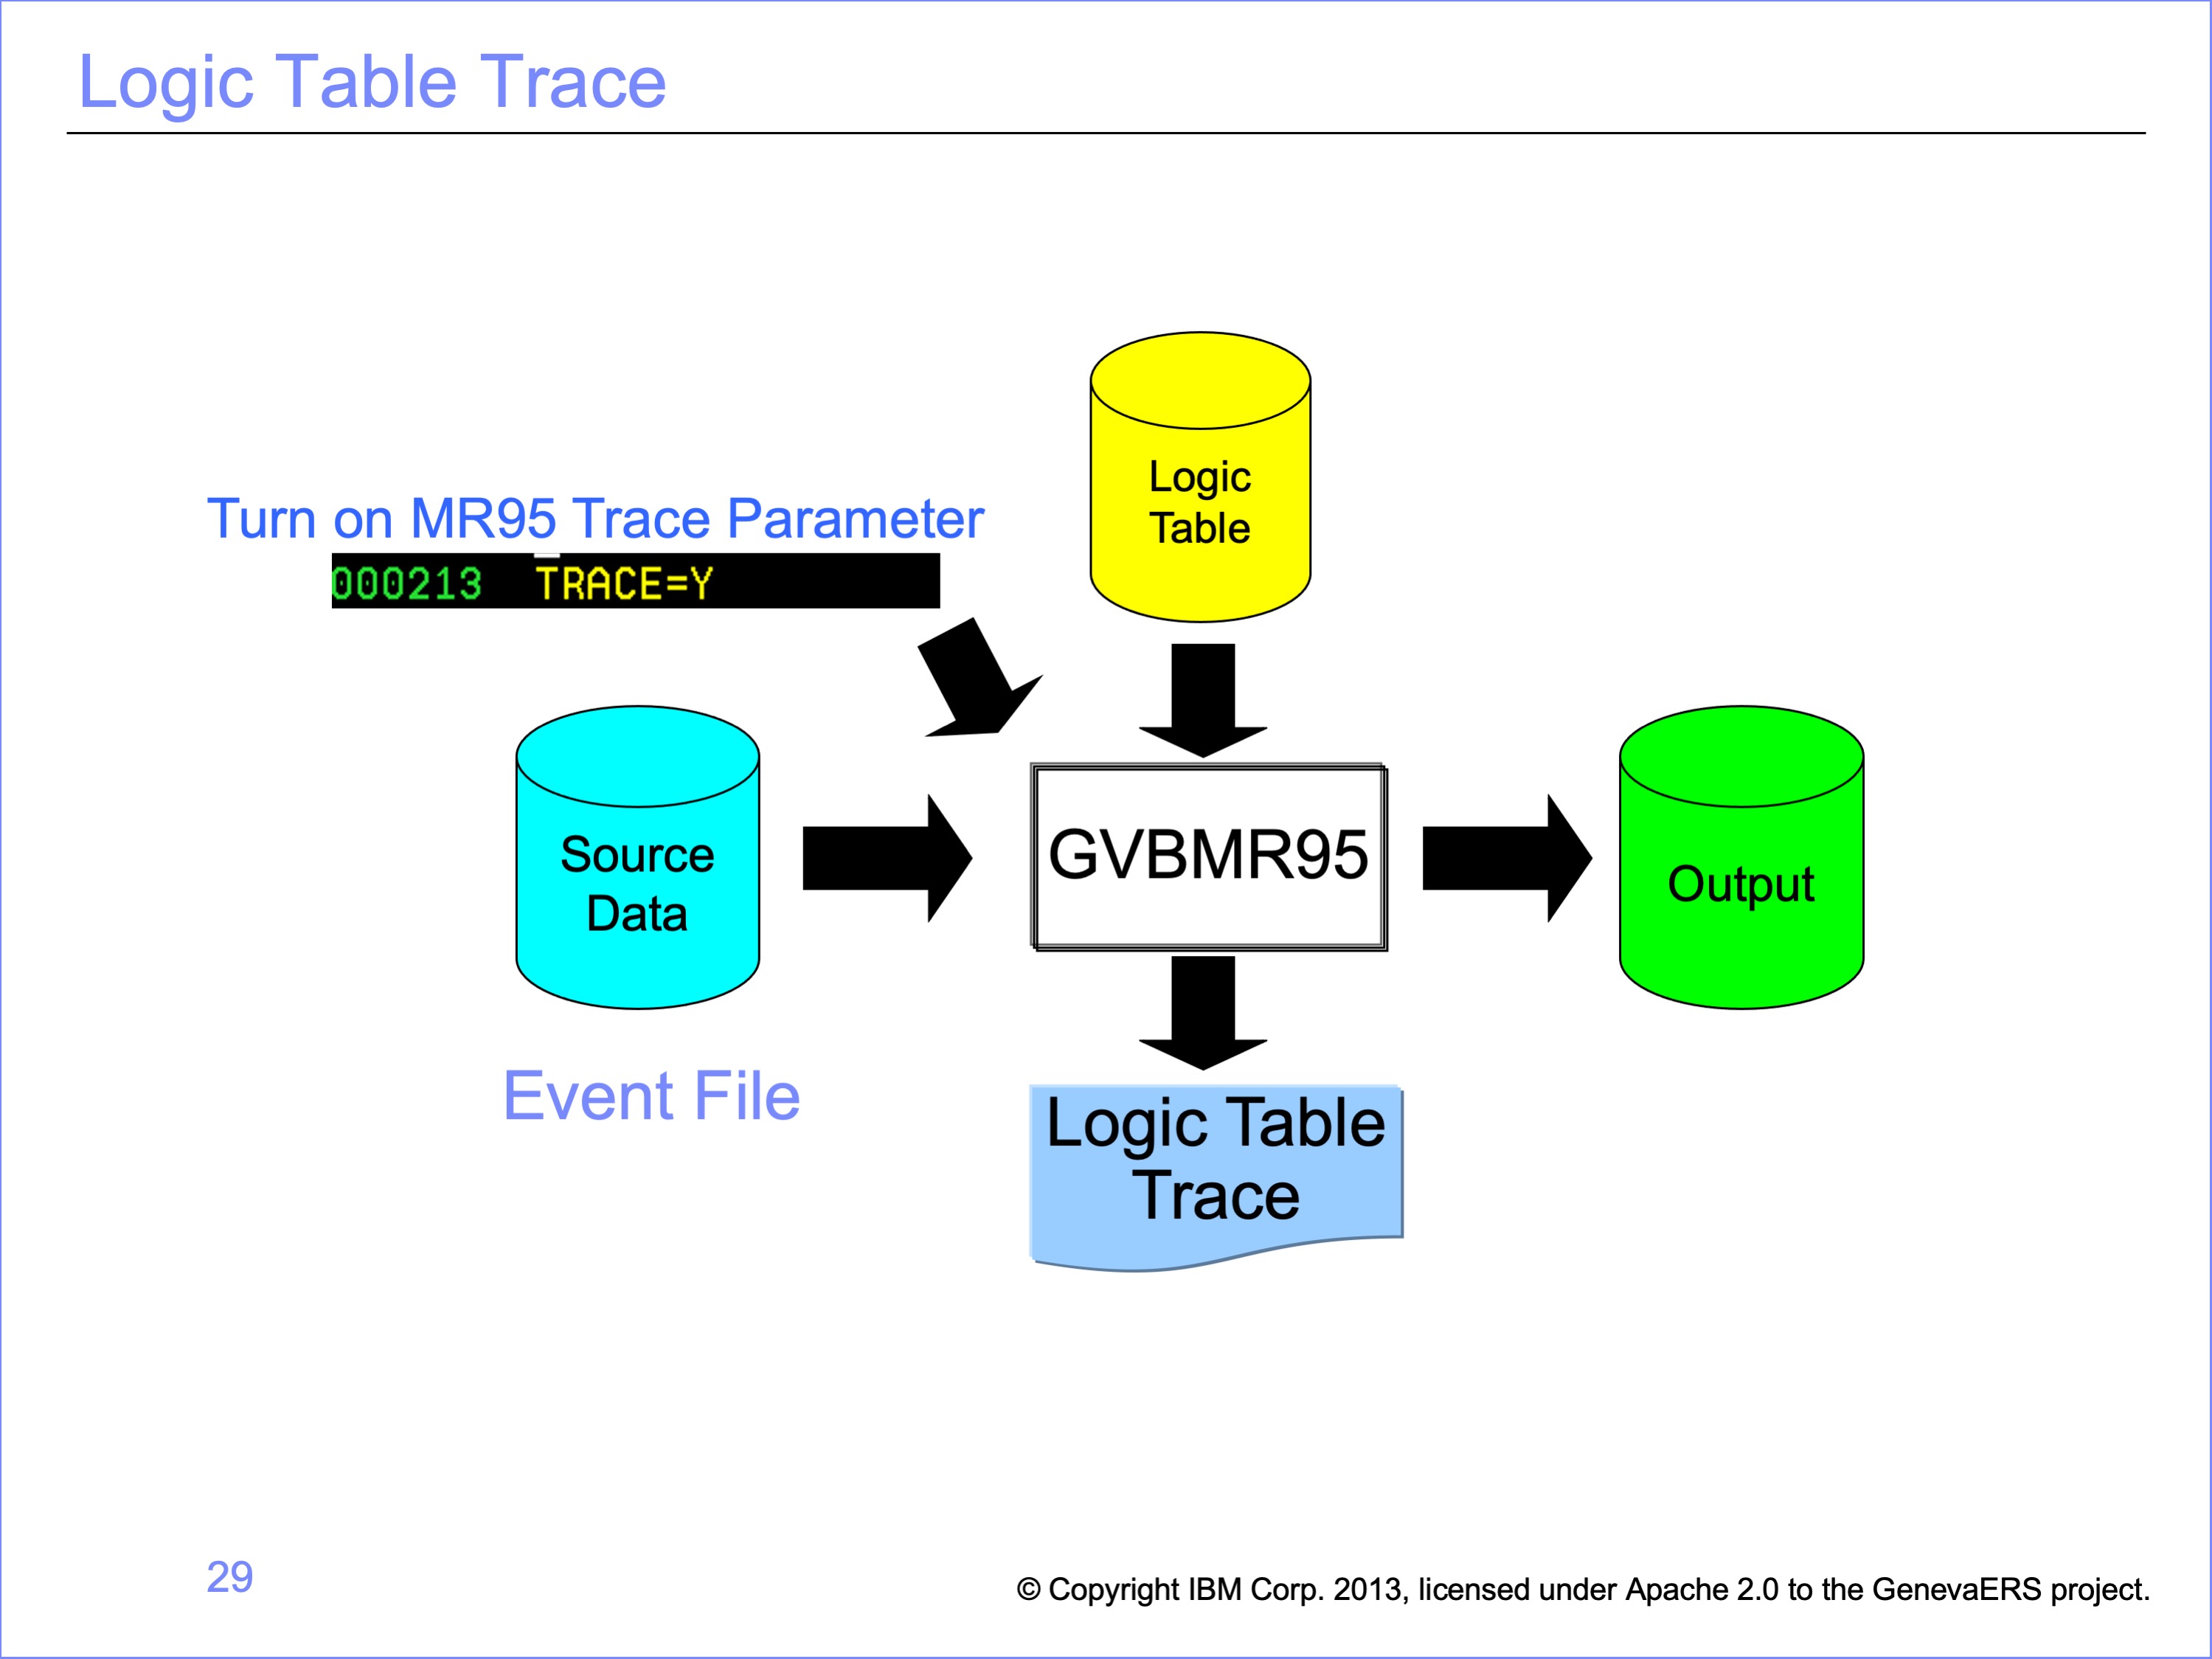 Logic Table Trace
Logic
Table
Turn on MR95 Trace Parameter
000213  TRACE=Y
Source
Data
GVBMR95
Output
Event File
Logic Table
Trace
29
© Copyright IBM Corp. 2013, licensed under Apache 2.0 to the GenevaERS project.